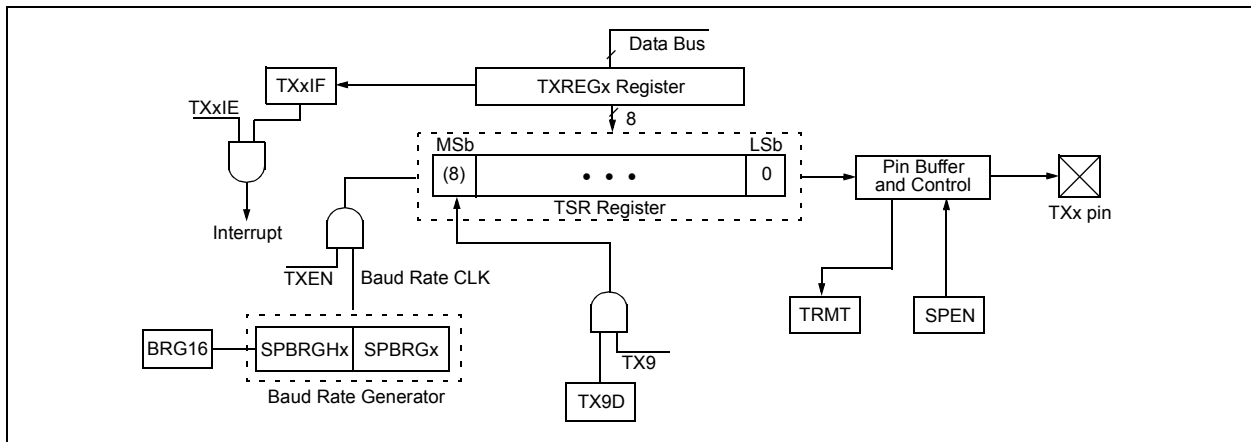 Data Bus
TXxIF
TXREGx Register
TXxIE
8
MSb
LSb
(8)
• • •
0
Pin Buffer
and Control
TSR Register
TXx pin
Interrupt
TXEN
Baud Rate CLK
TRMT
SPEN
BRG16
SPBRGHx
SPBRGx
TX9
Baud Rate Generator
TX9D